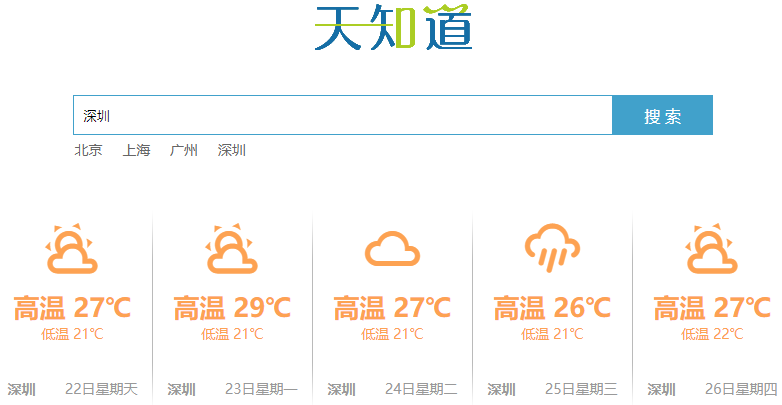 天知道
深圳
搜索
北京 上海 广州 深圳
高温 27℃ 高温 29℃ 高温 27℃ 高温 26℃ 高温 27℃
低温 21℃ 低温 21℃ 低温 21℃ 低温 21℃ 低温 22℃
深圳 22日星期天 深圳 23日星期一 深圳 24日星期二 深圳 25日星期三 深圳 26日星期四